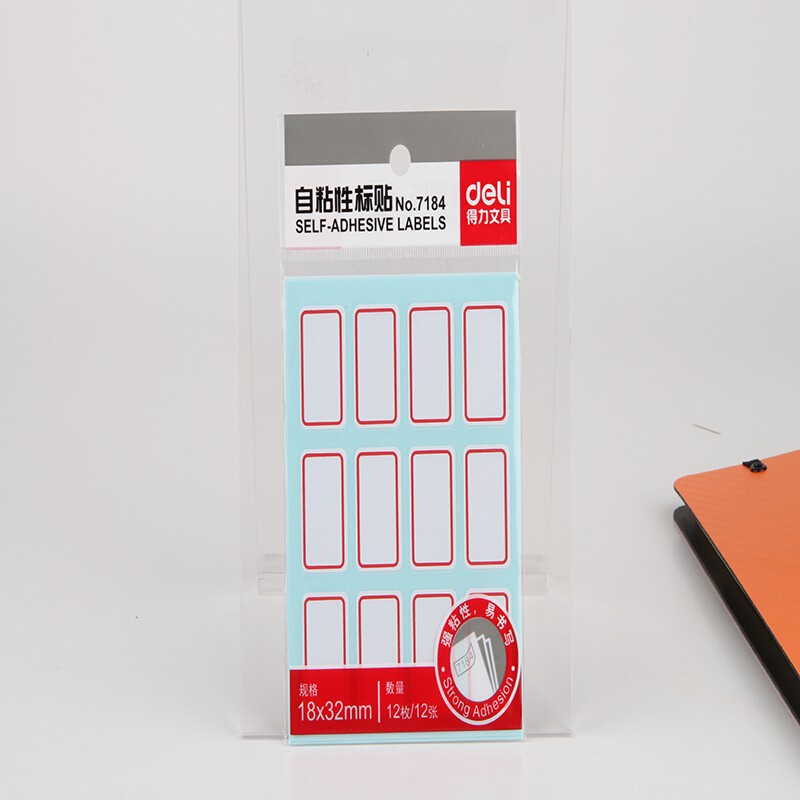 自粘性标贴 No.7184
SELF-ADHESIVE LABELS
deli
得力文具
强粘性，易书写
7184
Strong Adhesion
规格
18x32mm
数量
12枚/12张